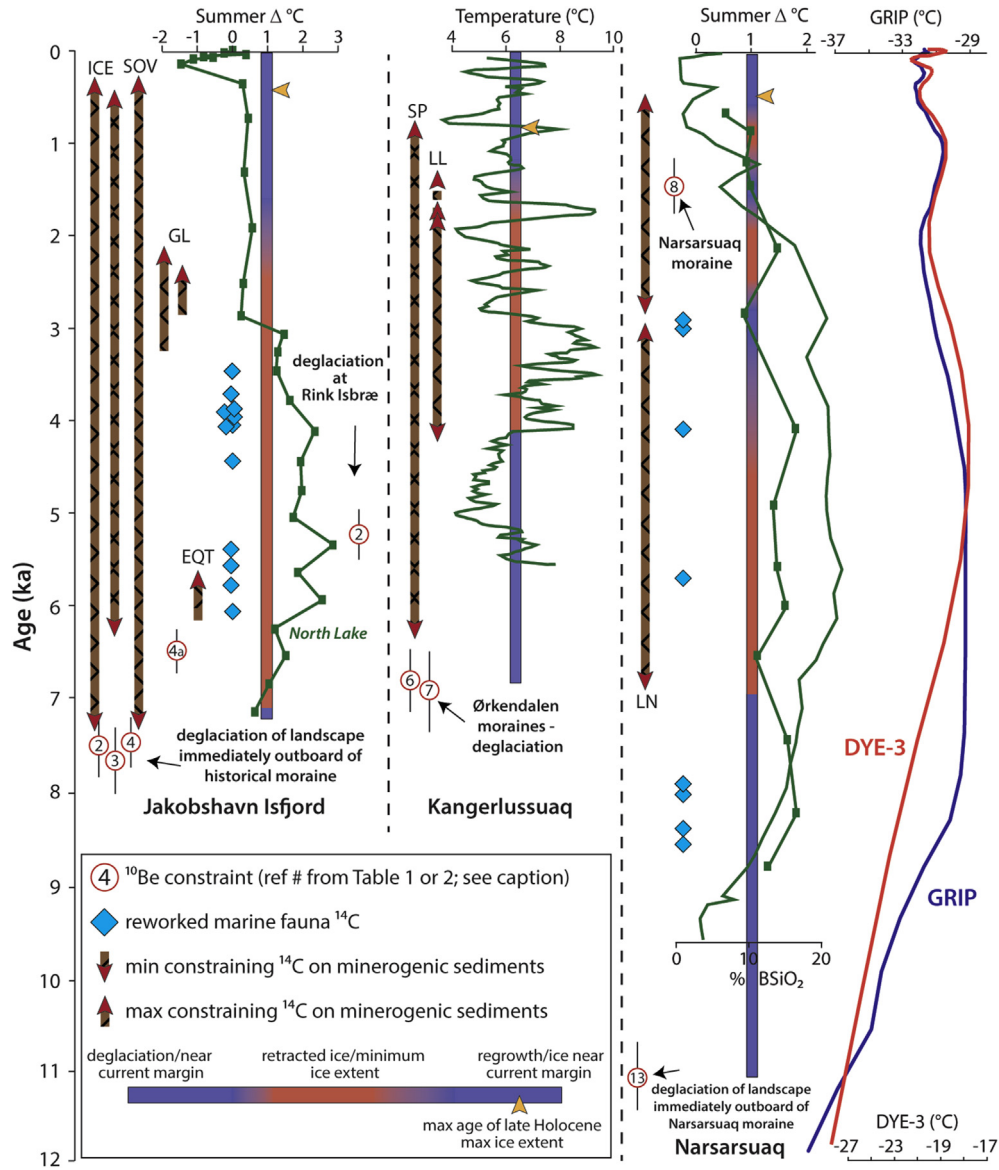 Summer Δ °C
-2 -1 0 1 2 3
Temperature (°C)
4 6 8 10
Summer Δ °C
-1 0 1 2
GRIP (°C)
-37 -33 -29
Age (ka)
0
1
2
3
4
5
6
7
8
9
10
11
12
ICE SOV
GL
EQT
4a
2
3
4
deglaciation
at
Rink Isbræ
2
North Lake
deglaciation of landscape
immediately outboard of
historical moraine
Jakobshavn Isfjord
SP
LL
6
7
Ørkendalen
moraines -
deglaciation
Kangerlussuaq
8
Narsarsuaq
moraine
LN
0 10 20
% BSiO₂
13
deglaciation of landscape
immediately outboard of
Narsarsuaq moraine
Narsarsuaq
DYE-3
GRIP
DYE-3 (°C)
-27 -23 -19 -17
4 ¹⁰Be constraint (ref # from Table 1 or 2; see caption)
reworked marine fauna ¹⁴C
min constraining ¹⁴C on minerogenic sediments
max constraining ¹⁴C on minerogenic sediments
deglaciation/near
current margin
retracted ice/minimum
ice extent
regrowth/ice near
current margin
max age of late Holocene
max ice extent